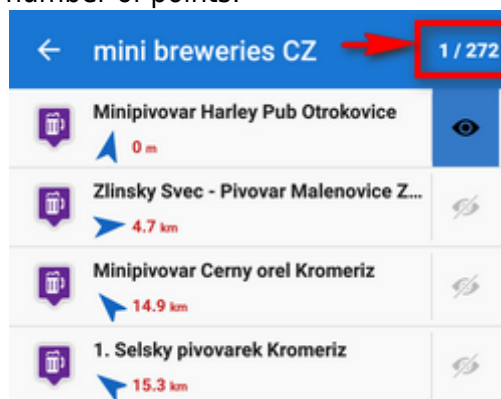 number of points.
mini breweries CZ 1 / 272
Minipivovar Harley Pub Otrokovice
0 m
Zlinsky Svec - Pivovar Malenovice Z...
4.7 km
Minipivovar Cerny orel Kromeriz
14.9 km
1. Selsky pivovarek Kromeriz
15.3 km